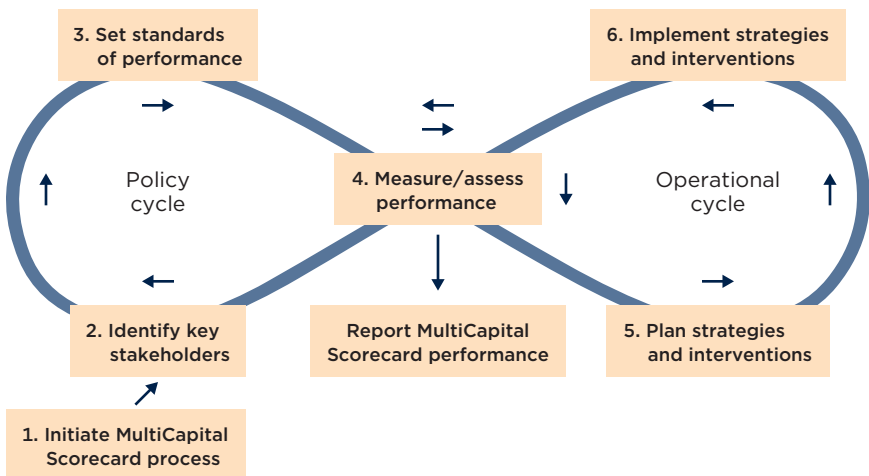 3. Set standards
of performance
6. Implement strategies
and interventions
Policy
cycle
4. Measure/assess
performance
Operational
cycle
2. Identify key
stakeholders
Report MultiCapital
Scorecard performance
5. Plan strategies
and interventions
1. Initiate MultiCapital
Scorecard process